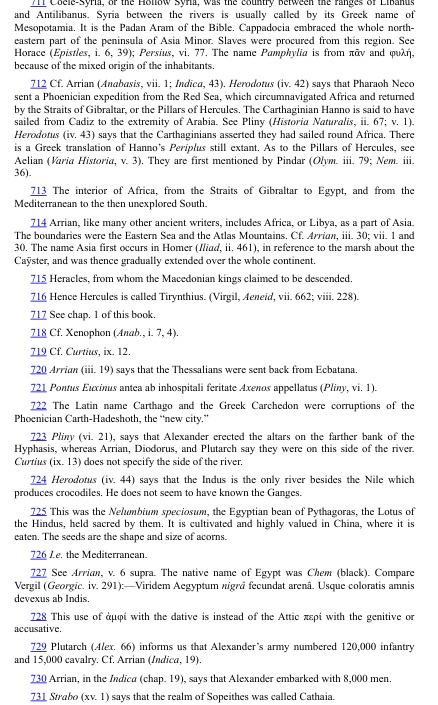 711 Coele-Syria, or the Hollow Syria, was the country between the ranges of Libanus
and Antilibanus. Syria between the rivers is usually called by its Greek name of
Mesopotamia. It is the Padan Aram of the Bible. Cappadocia embraced the whole north-
eastern part of the peninsula of Asia Minor. Slaves were procured from this region. See
Horace (Epistles, i. 6, 39); Persius, vi. 77. The name Pamphylia is from πᾶν and φυλή,
because of the mixed origin of the inhabitants.
712 Cf. Arrian (Anabasis, vii. 1; Indica, 43). Herodotus (iv. 42) says that Pharaoh Neco
sent a Phoenician expedition from the Red Sea, which circumnavigated Africa and returned
by the Straits of Gibraltar, or the Pillars of Hercules. The Carthaginian Hanno is said to have
sailed from Cadiz to the extremity of Arabia. See Pliny (Historia Naturalis, ii. 67; v. 1).
Herodotus (iv. 43) says that the Carthaginians asserted they had sailed round Africa. There
is a Greek translation of Hanno’s Periplus still extant. As to the Pillars of Hercules, see
Aelian (Varia Historia, v. 3). They are first mentioned by Pindar (Olym. iii. 79; Nem. iii.
36).
713 The interior of Africa, from the Straits of Gibraltar to Egypt, and from the
Mediterranean to the then unexplored South.
714 Arrian, like many other ancient writers, includes Africa, or Libya, as a part of Asia.
The boundaries were the Eastern Sea and the Atlas Mountains. Cf. Arrian, iii. 30; vii. 1 and
30. The name Asia first occurs in Homer (Iliad, ii. 461), in reference to the marsh about the
Caÿster, and was thence gradually extended over the whole continent.
715 Heracles, from whom the Macedonian kings claimed to be descended.
716 Hence Hercules is called Tirynthius. (Virgil, Aeneid, vii. 662; viii. 228).
717 See chap. 1 of this book.
718 Cf. Xenophon (Anab., i. 7, 4).
719 Cf. Curtius, ix. 12.
720 Arrian (iii. 19) says that the Thessalians were sent back from Ecbatana.
721 Pontus Euxinus antea ab inhospitali feritate Axenos appellatus (Pliny, vi. 1).
722 The Latin name Carthago and the Greek Carchedon were corruptions of the
Phoenician Carth-Hadeshoth, the “new city.”
723 Pliny (vi. 21), says that Alexander erected the altars on the farther bank of the
Hyphasis, whereas Arrian, Diodorus, and Plutarch say they were on this side of the river.
Curtius (ix. 13) does not specify the side of the river.
724 Herodotus (iv. 44) says that the Indus is the only river besides the Nile which
produces crocodiles. He does not seem to have known the Ganges.
725 This was the Nelumbium speciosum, the Egyptian bean of Pythagoras, the Lotus of
the Hindus, held sacred by them. It is cultivated and highly valued in China, where it is
eaten. The seeds are the shape and size of acorns.
726 I.e. the Mediterranean.
727 See Arrian, v. 6 supra. The native name of Egypt was Chem (black). Compare
Vergil (Georgic. iv. 291):—Viridem Aegyptum nigrâ fecundat arenâ. Usque coloratis amnis
devexus ab Indis.
728 This use of ἀμφί with the dative is instead of the Attic περί with the genitive or
accusative.
729 Plutarch (Alex. 66) informs us that Alexander’s army numbered 120,000 infantry
and 15,000 cavalry. Cf. Arrian (Indica, 19).
730 Arrian, in the Indica (chap. 19), says that Alexander embarked with 8,000 men.
731 Strabo (xv. 1) says that the realm of Sopeithes was called Cathaia.